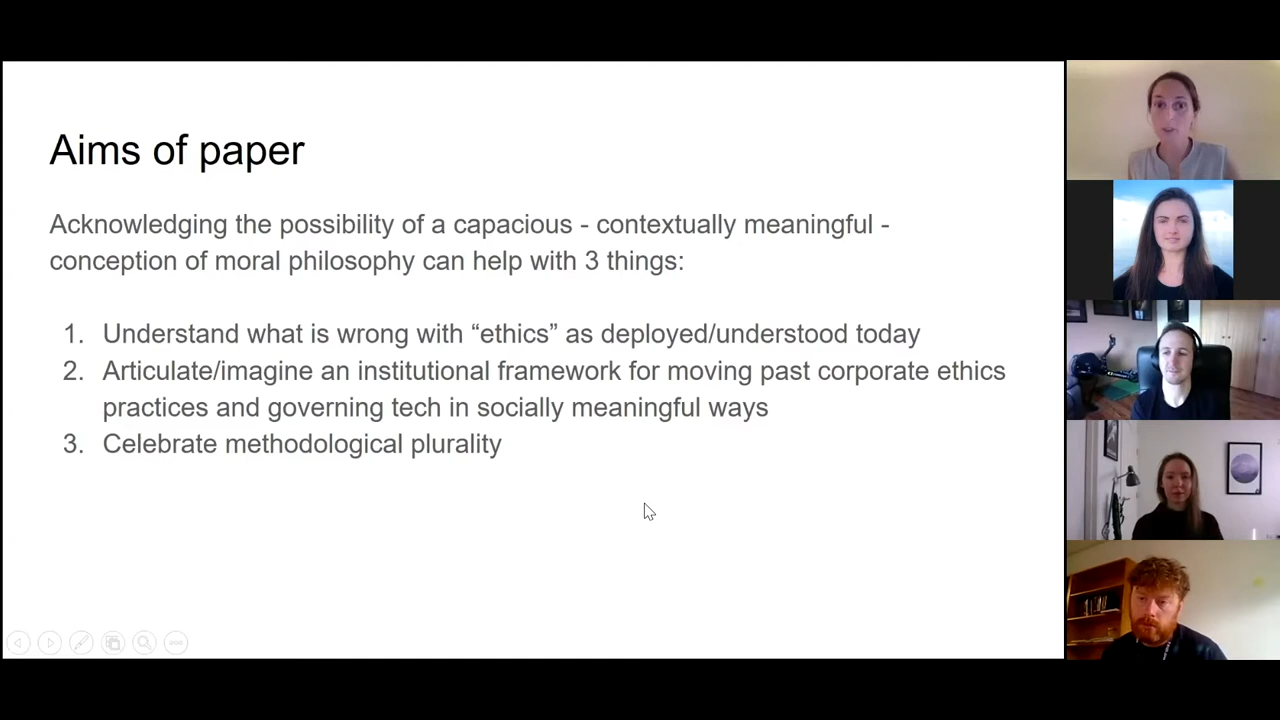 Aims of paper
Acknowledging the possibility of a capacious - contextually meaningful -
conception of moral philosophy can help with 3 things:
1. Understand what is wrong with “ethics” as deployed/understood today
2. Articulate/imagine an institutional framework for moving past corporate ethics
practices and governing tech in socially meaningful ways
3. Celebrate methodological plurality